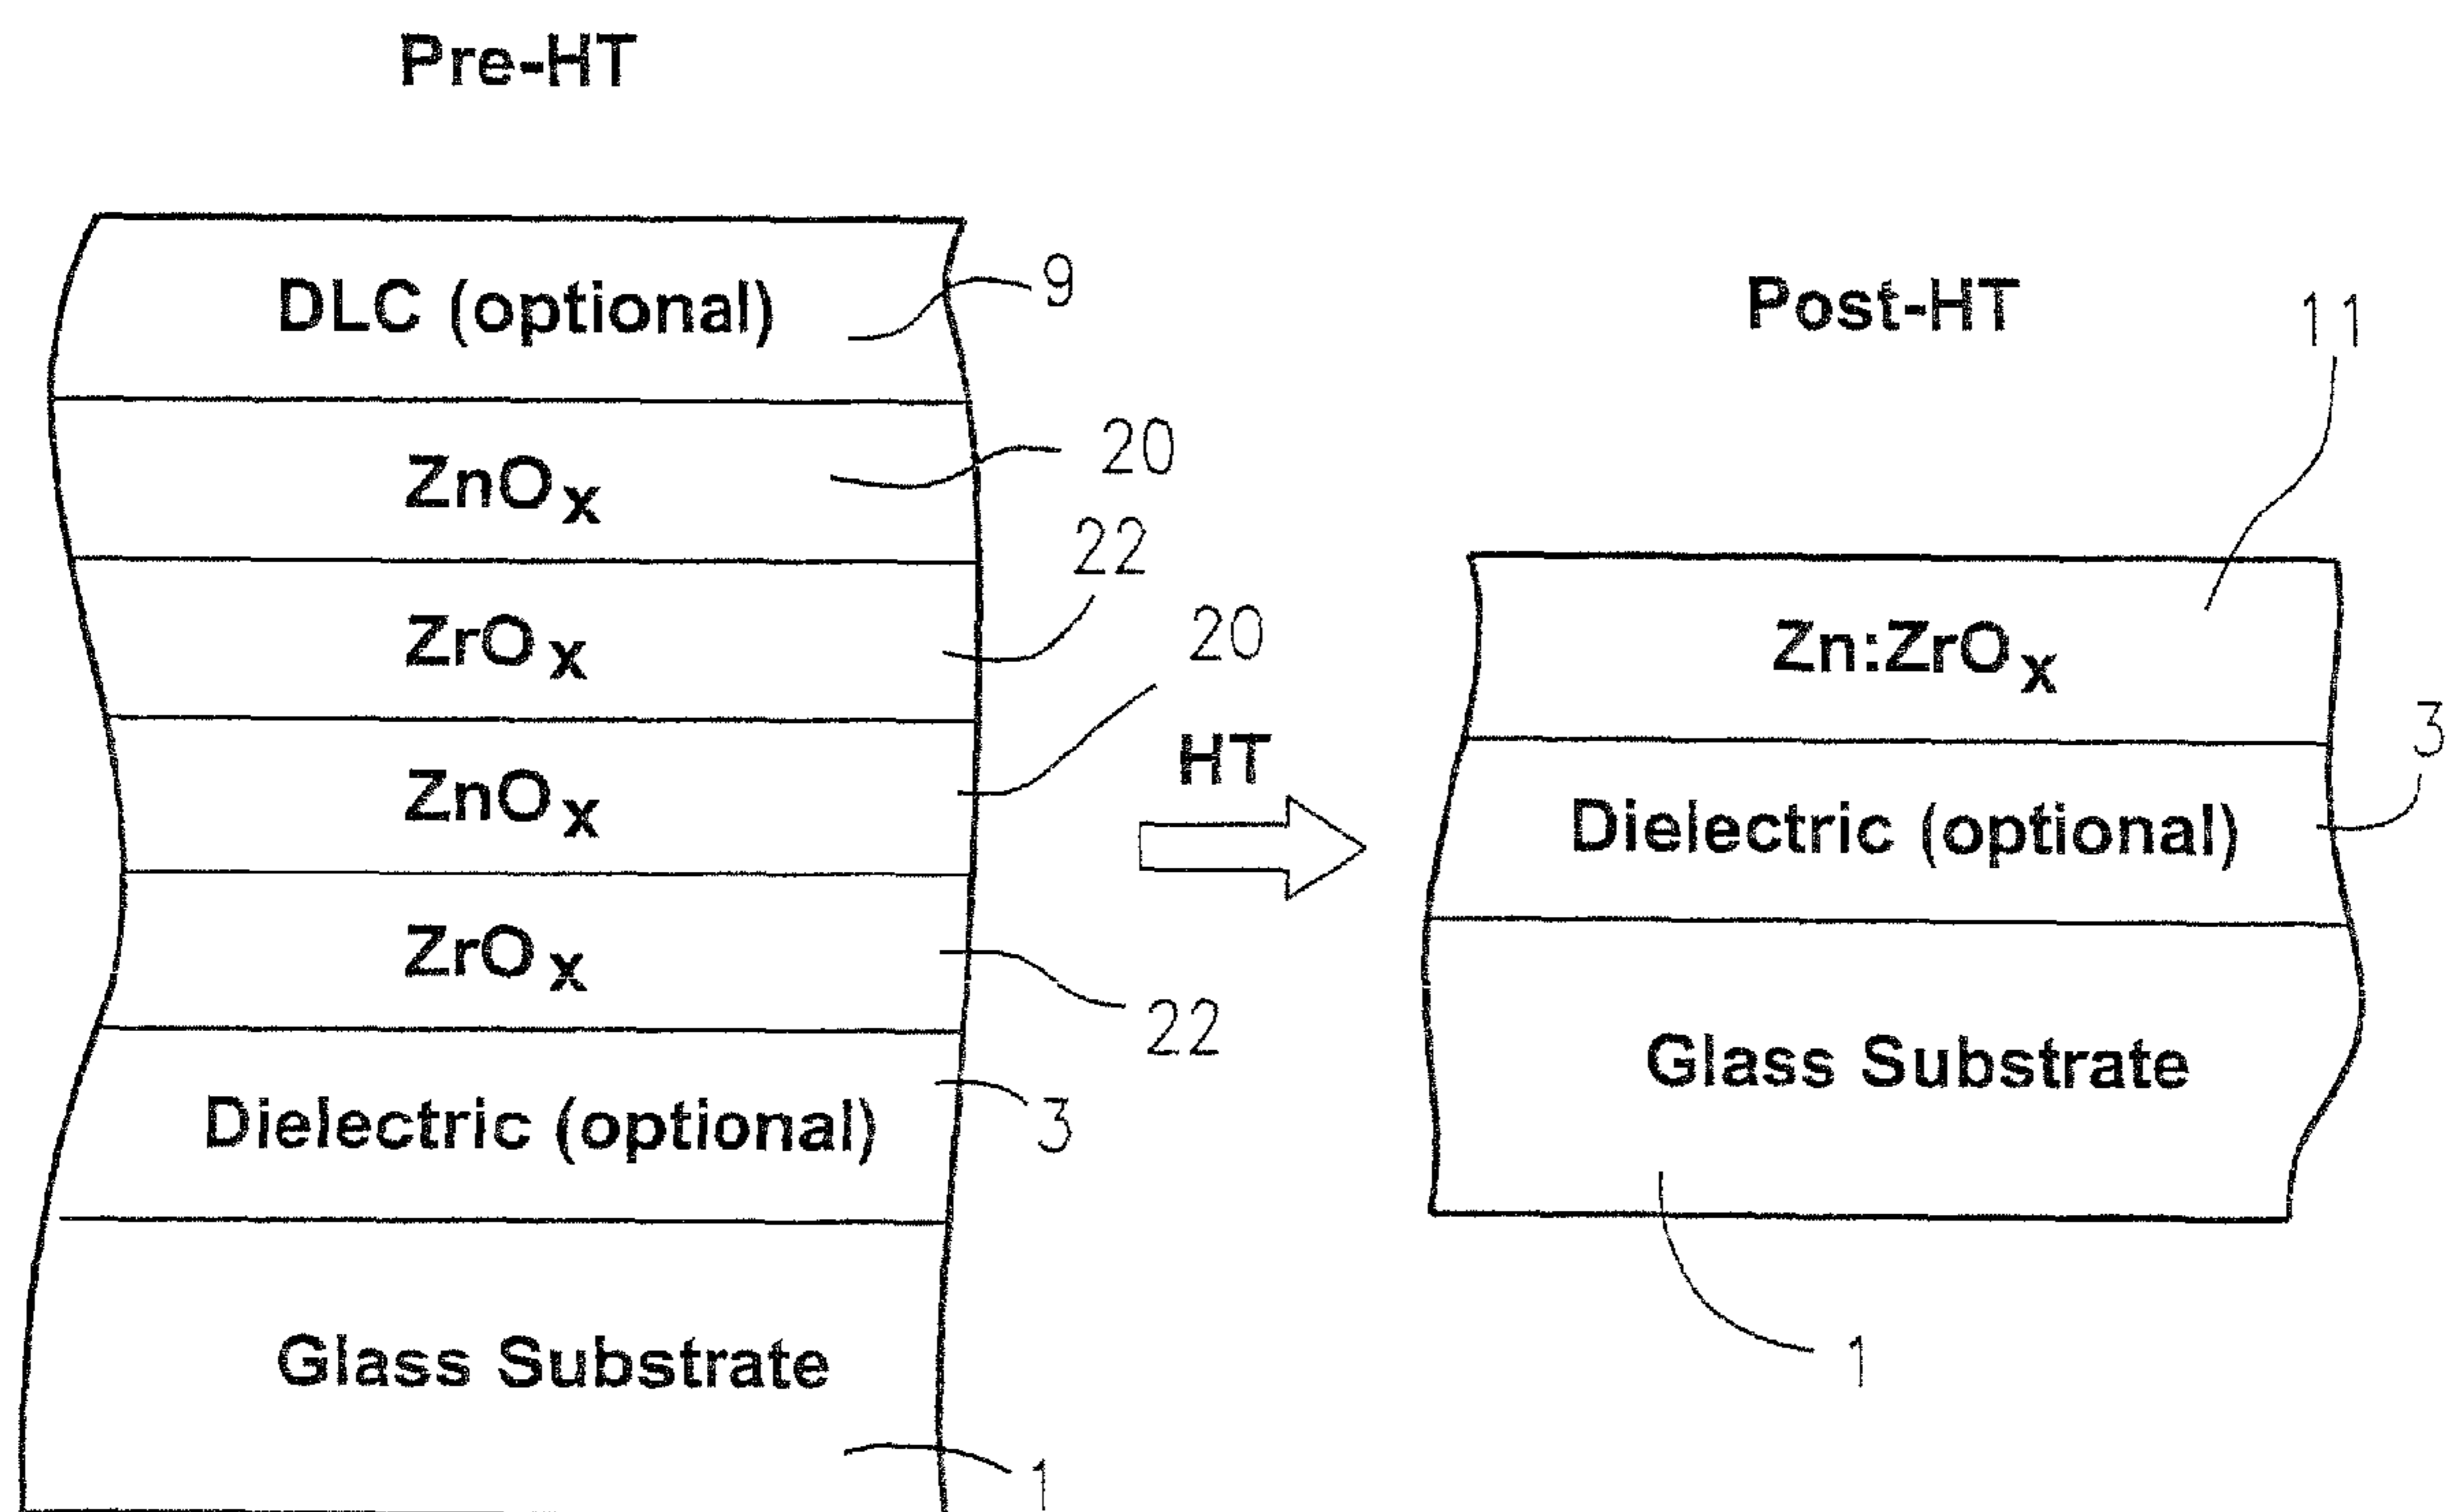 Pre-HT
DLC (optional)
9
ZnOx
20
ZrOx
22
ZnOx
20
ZrOx
22
Dielectric (optional)
3
Glass Substrate
1
HT
Post-HT
11
Zn:ZrOx
3
Dielectric (optional)
Glass Substrate
1